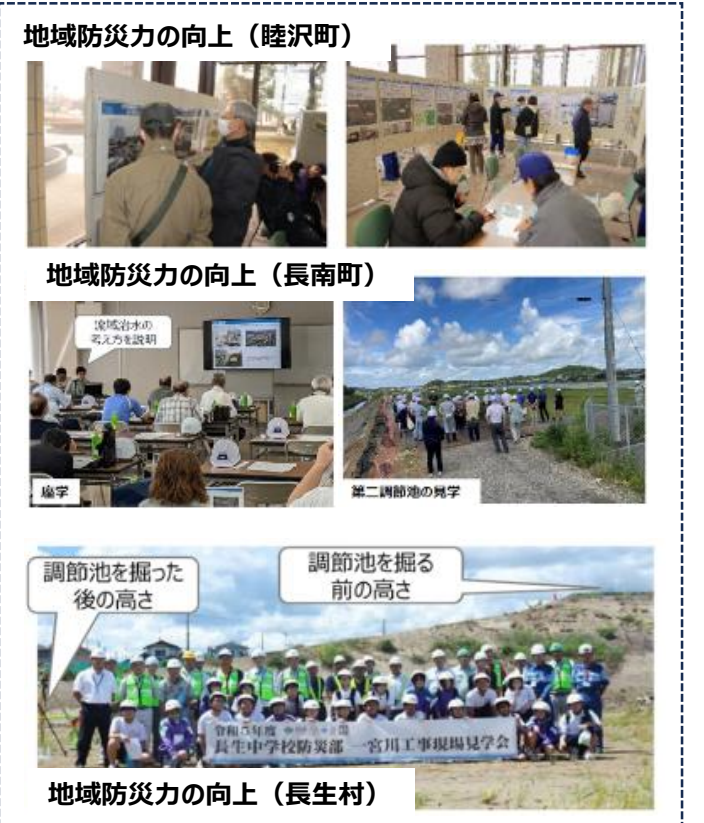 地域防災力の向上（睦沢町）
地域防災力の向上（長南町）
流域治水の
考え方を説明
座学
第二調節池の見学
調節池を掘った
後の高さ
調節池を掘る
前の高さ
令和5年度
長生中学校防災部 一宮川工事現場見学会
地域防災力の向上（長生村）